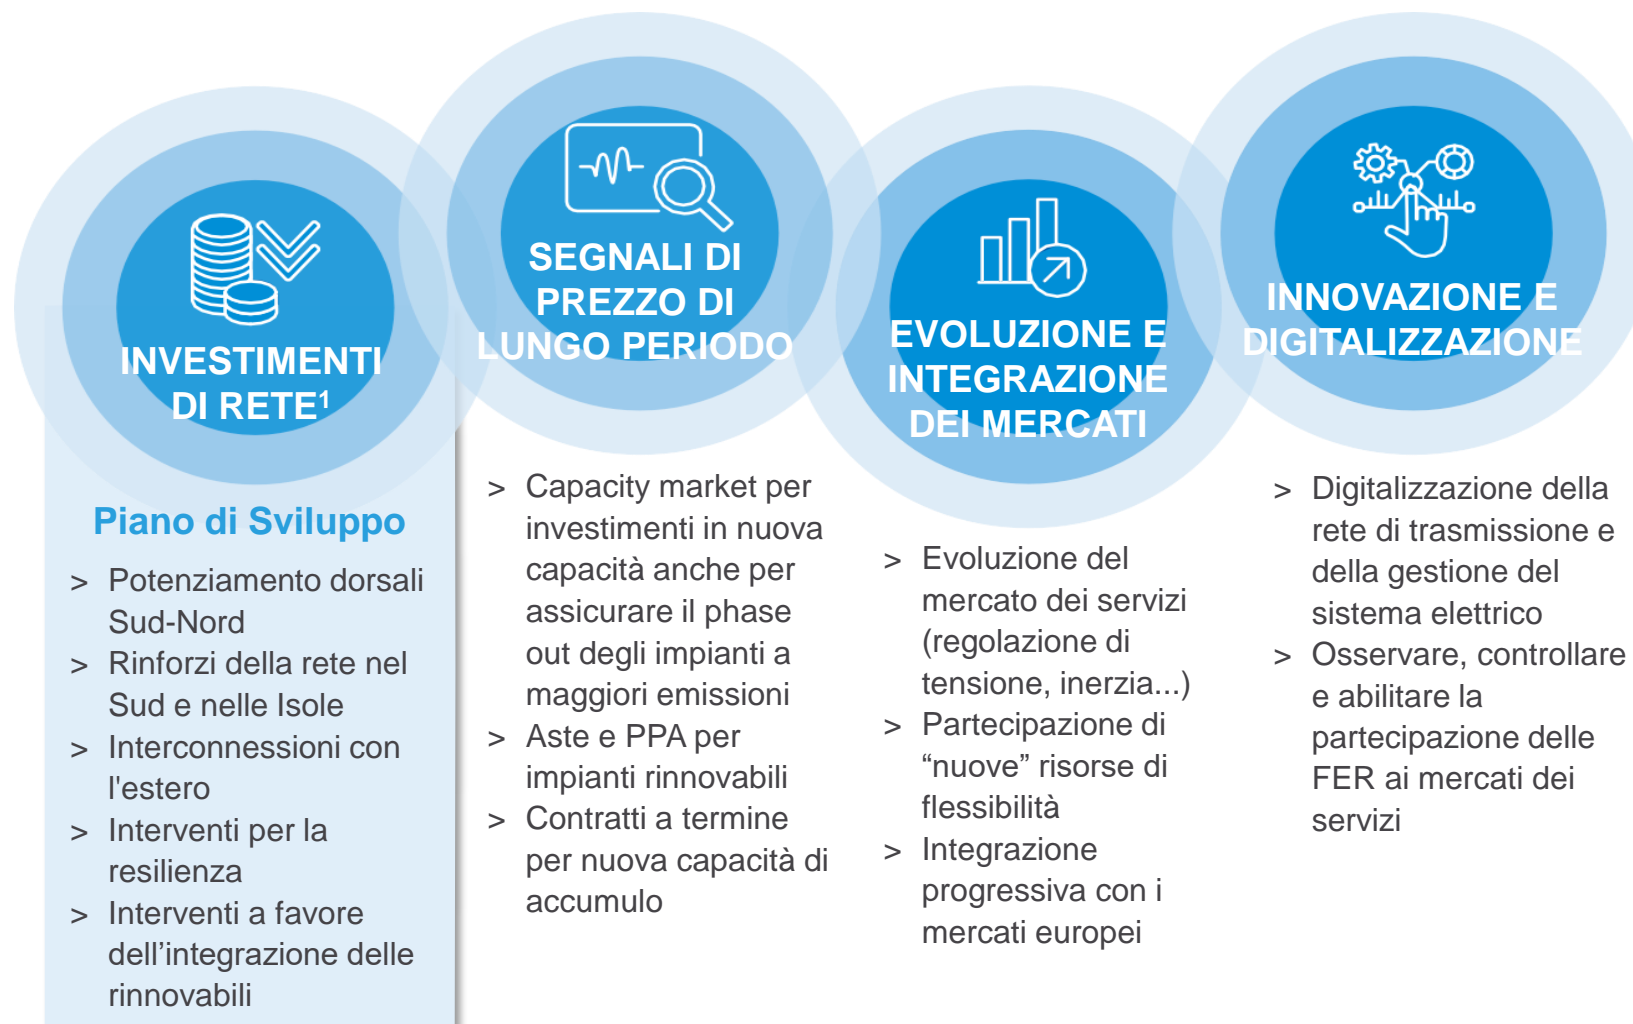 INVESTIMENTI
DI RETE¹
Piano di Sviluppo
> Potenziamento dorsali
Sud-Nord
> Rinforzi della rete nel
Sud e nelle Isole
> Interconnessioni con
l'estero
> Interventi per la
resilienza
> Interventi a favore
dell’integrazione delle
rinnovabili
SEGNALI DI
PREZZO DI
LUNGO PERIODO
> Capacity market per
investimenti in nuova
capacità anche per
assicurare il phase
out degli impianti a
maggiori emissioni
> Aste e PPA per
impianti rinnovabili
> Contratti a termine
per nuova capacità di
accumulo
EVOLUZIONE E
INTEGRAZIONE
DEI MERCATI
> Evoluzione del
mercato dei servizi
(regolazione di
tensione, inerzia...)
> Partecipazione di
“nuove” risorse di
flessibilità
> Integrazione
progressiva con i
mercati europei
INNOVAZIONE E
DIGITALIZZAZIONE
> Digitalizzazione della
rete di trasmissione e
della gestione del
sistema elettrico
> Osservare, controllare
e abilitare la
partecipazione delle
FER ai mercati dei
servizi